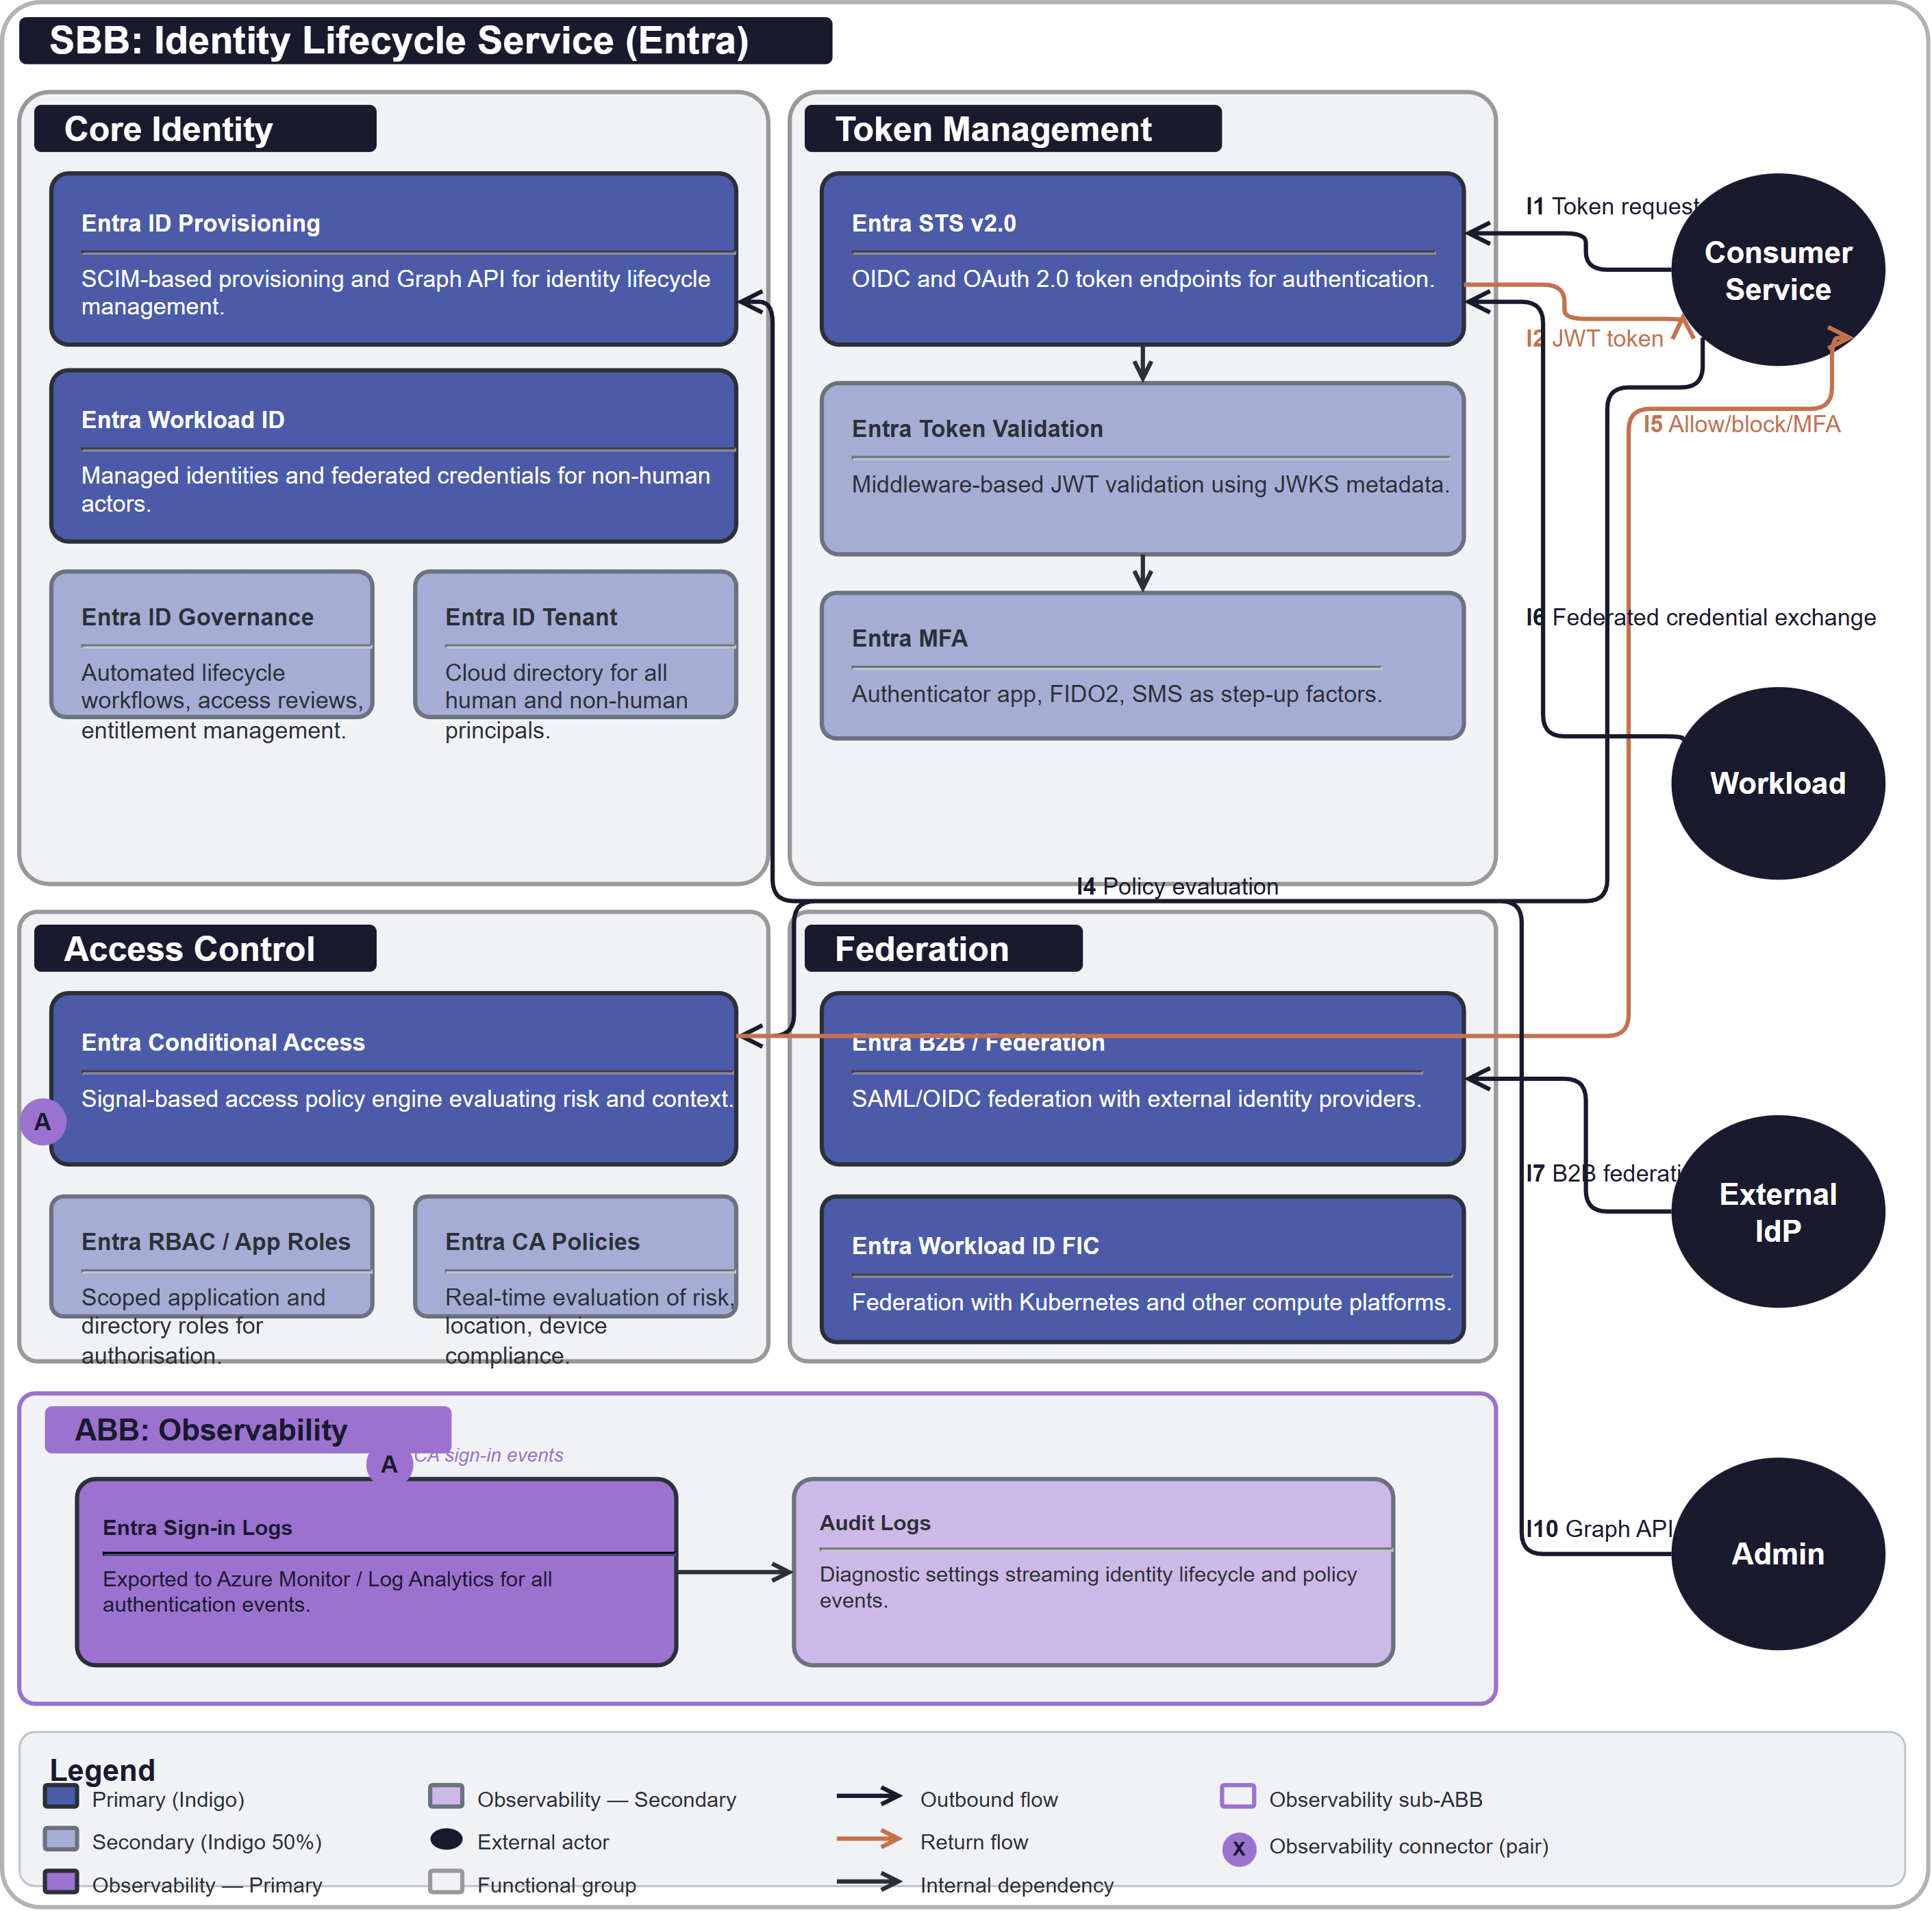 SBB: Identity Lifecycle Service (Entra)
Core Identity
Entra ID Provisioning
SCIM-based provisioning and Graph API for identity lifecycle
management.
Entra Workload ID
Managed identities and federated credentials for non-human
actors.
Entra ID Governance
Automated lifecycle
workflows, access reviews,
entitlement management.
Entra ID Tenant
Cloud directory for all
human and non-human
principals.
Token Management
Entra STS v2.0
OIDC and OAuth 2.0 token endpoints for authentication.
Entra Token Validation
Middleware-based JWT validation using JWKS metadata.
Entra MFA
Authenticator app, FIDO2, SMS as step-up factors.
I1 Token request
Consumer
Service
I2 JWT token
I5 Allow/block/MFA
I6 Federated credential exchange
Workload
I4 Policy evaluation
Access Control
Entra Conditional Access
Signal-based access policy engine evaluating risk and context.
A
Entra RBAC / App Roles
Scoped application and
directory roles for
authorisation.
Entra CA Policies
Real-time evaluation of risk,
location, device
compliance.
Federation
Entra B2B / Federation
SAML/OIDC federation with external identity providers.
Entra Workload ID FIC
Federation with Kubernetes and other compute platforms.
I7 B2B federati
External
IdP
ABB: Observability
A
CA sign-in events
Entra Sign-in Logs
Exported to Azure Monitor / Log Analytics for all
authentication events.
Audit Logs
Diagnostic settings streaming identity lifecycle and policy
events.
I10 Graph API
Admin
Legend
Primary (Indigo)
Secondary (Indigo 50%)
Observability — Primary
Observability — Secondary
External actor
Functional group
Outbound flow
Return flow
Internal dependency
Observability sub-ABB
X
Observability connector (pair)